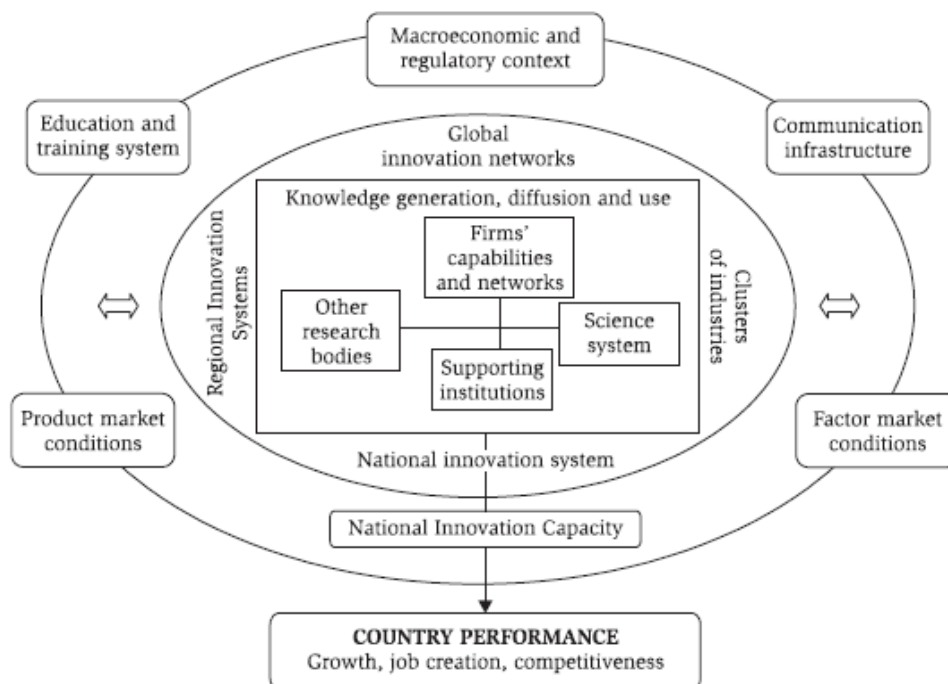 Macroeconomic and
regulatory context
Education and
training system
Communication
infrastructure
Global
innovation networks
Knowledge generation, diffusion and use
Regional Innovation
Systems
Firms'
capabilities
and networks
Clusters
of industries
Other
research
bodies
Science
system
Supporting
institutions
Product market
conditions
Factor market
conditions
National innovation system
National Innovation Capacity
COUNTRY PERFORMANCE
Growth, job creation, competitiveness